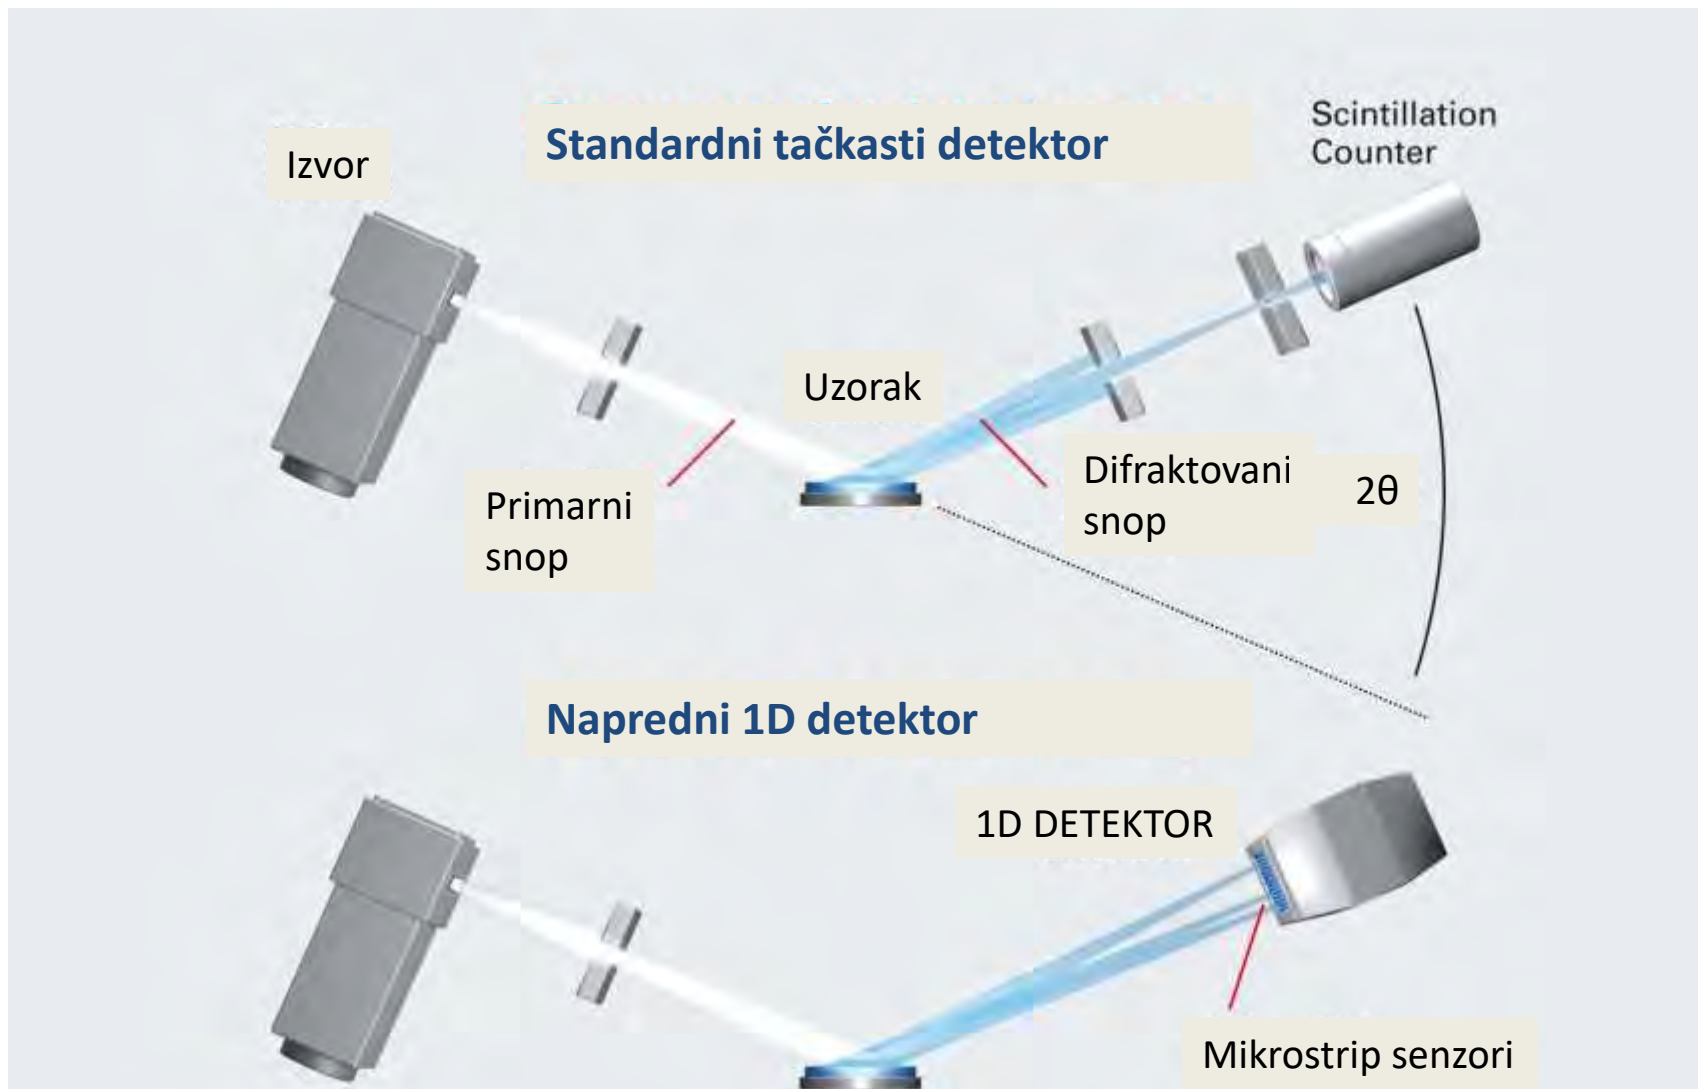 Standardni tačkasti detektor
Scintillation
Counter
Izvor
Uzorak
Primarni
snop
Difraktovani
snop
2θ
Napredni 1D detektor
1D DETEKTOR
Mikrostrip senzori